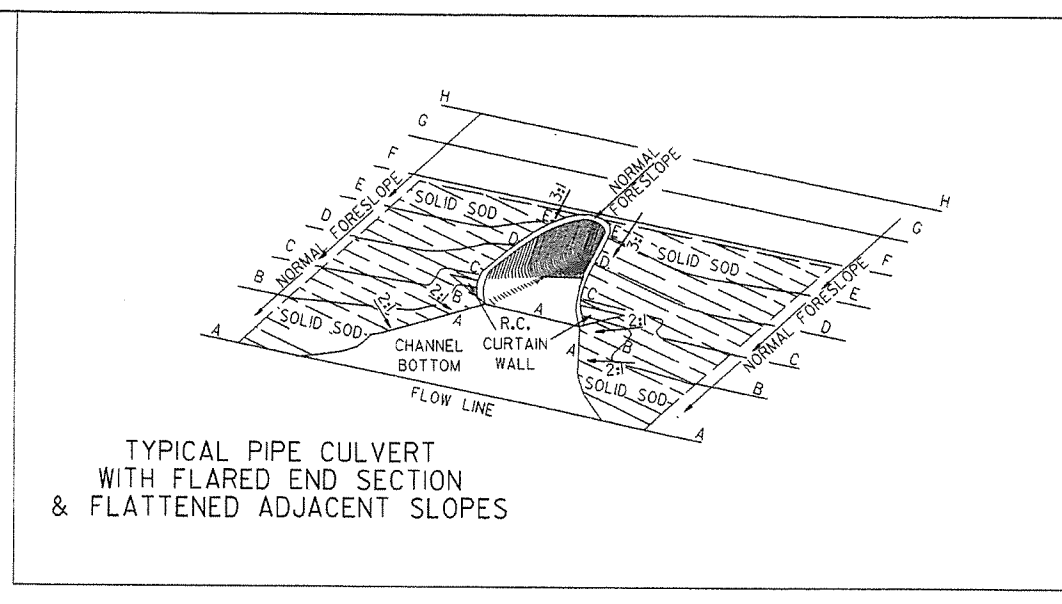 H
G
F
E
D
C
B
A
NORMAL FORESLOPE
SOLID SOD
SOLID SOD
2:1
2:1
3:1
NORMAL
FORESLOPE
E
D
C
B
A
E
3:1
D
C
B
A
A
2:1
2:1
R.C.
CURTAIN
WALL
CHANNEL
BOTTOM
FLOW LINE
SOLID SOD
SOLID SOD
NORMAL FORESLOPE
H
G
F
E
D
C
B
A
TYPICAL PIPE CULVERT
WITH FLARED END SECTION
& FLATTENED ADJACENT SLOPES